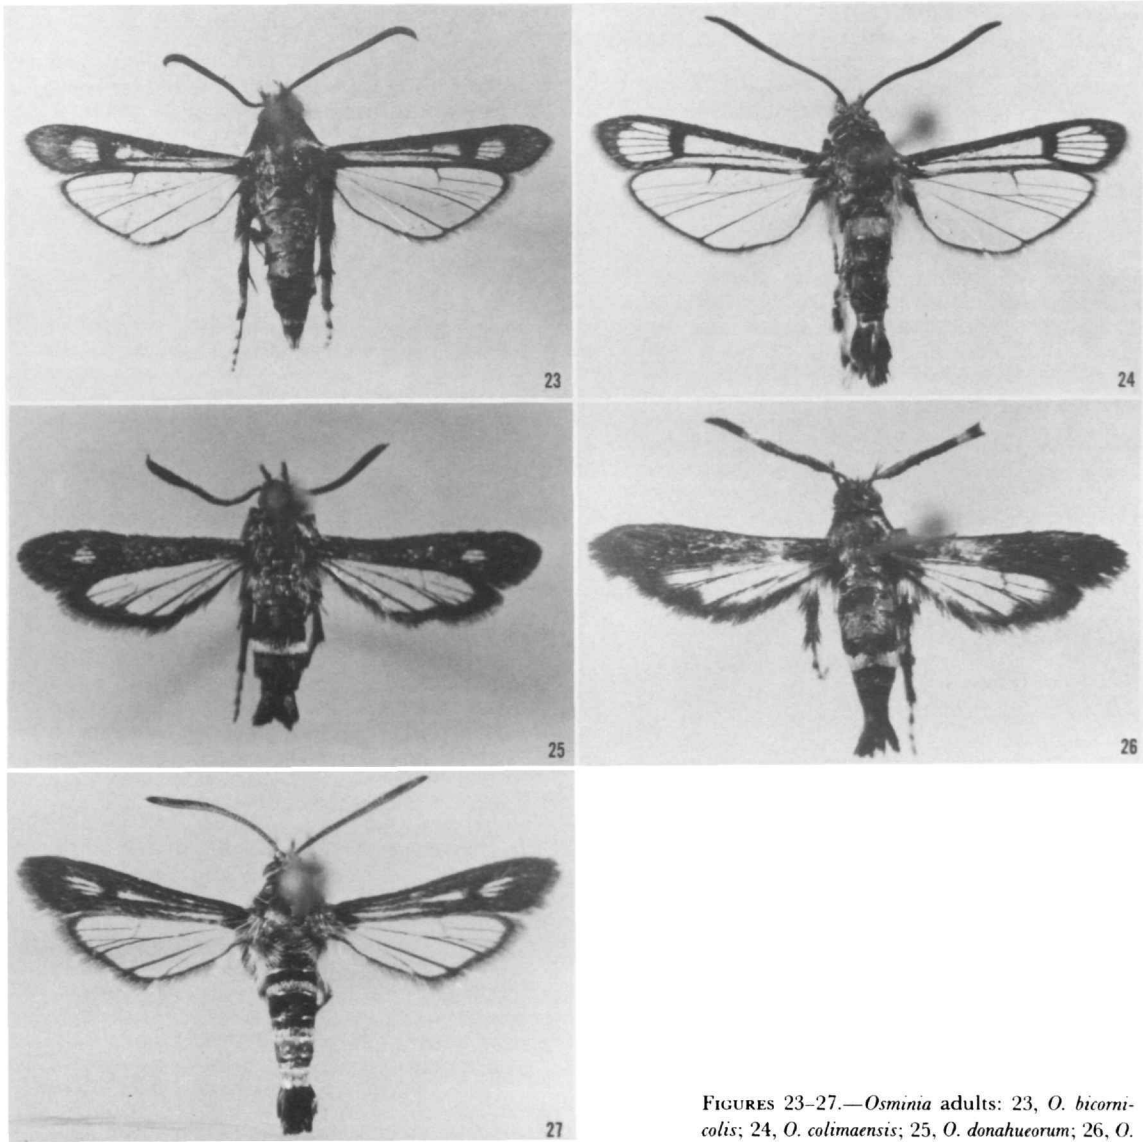 23
24
25
26
27
FIGURES 23–27.—Osminia adults: 23, O. bicorni-
colis; 24, O. colimaensis; 25, O. donahueorum; 26, O.